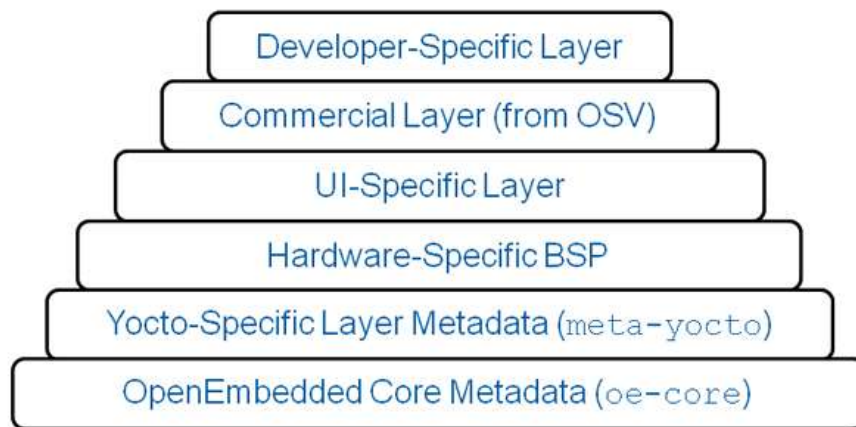 Developer-Specific Layer
Commercial Layer (from OSV)
UI-Specific Layer
Hardware-Specific BSP
Yocto-Specific Layer Metadata (meta-yocto)
OpenEmbedded Core Metadata (oe-core)